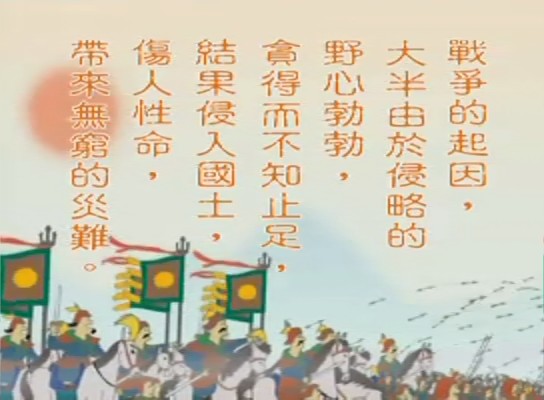 戰爭的起因，
大半由於侵略的
野心勃勃，
貪得而不知止足，
結果侵入國土，
傷人性命，
帶來無窮的災難。